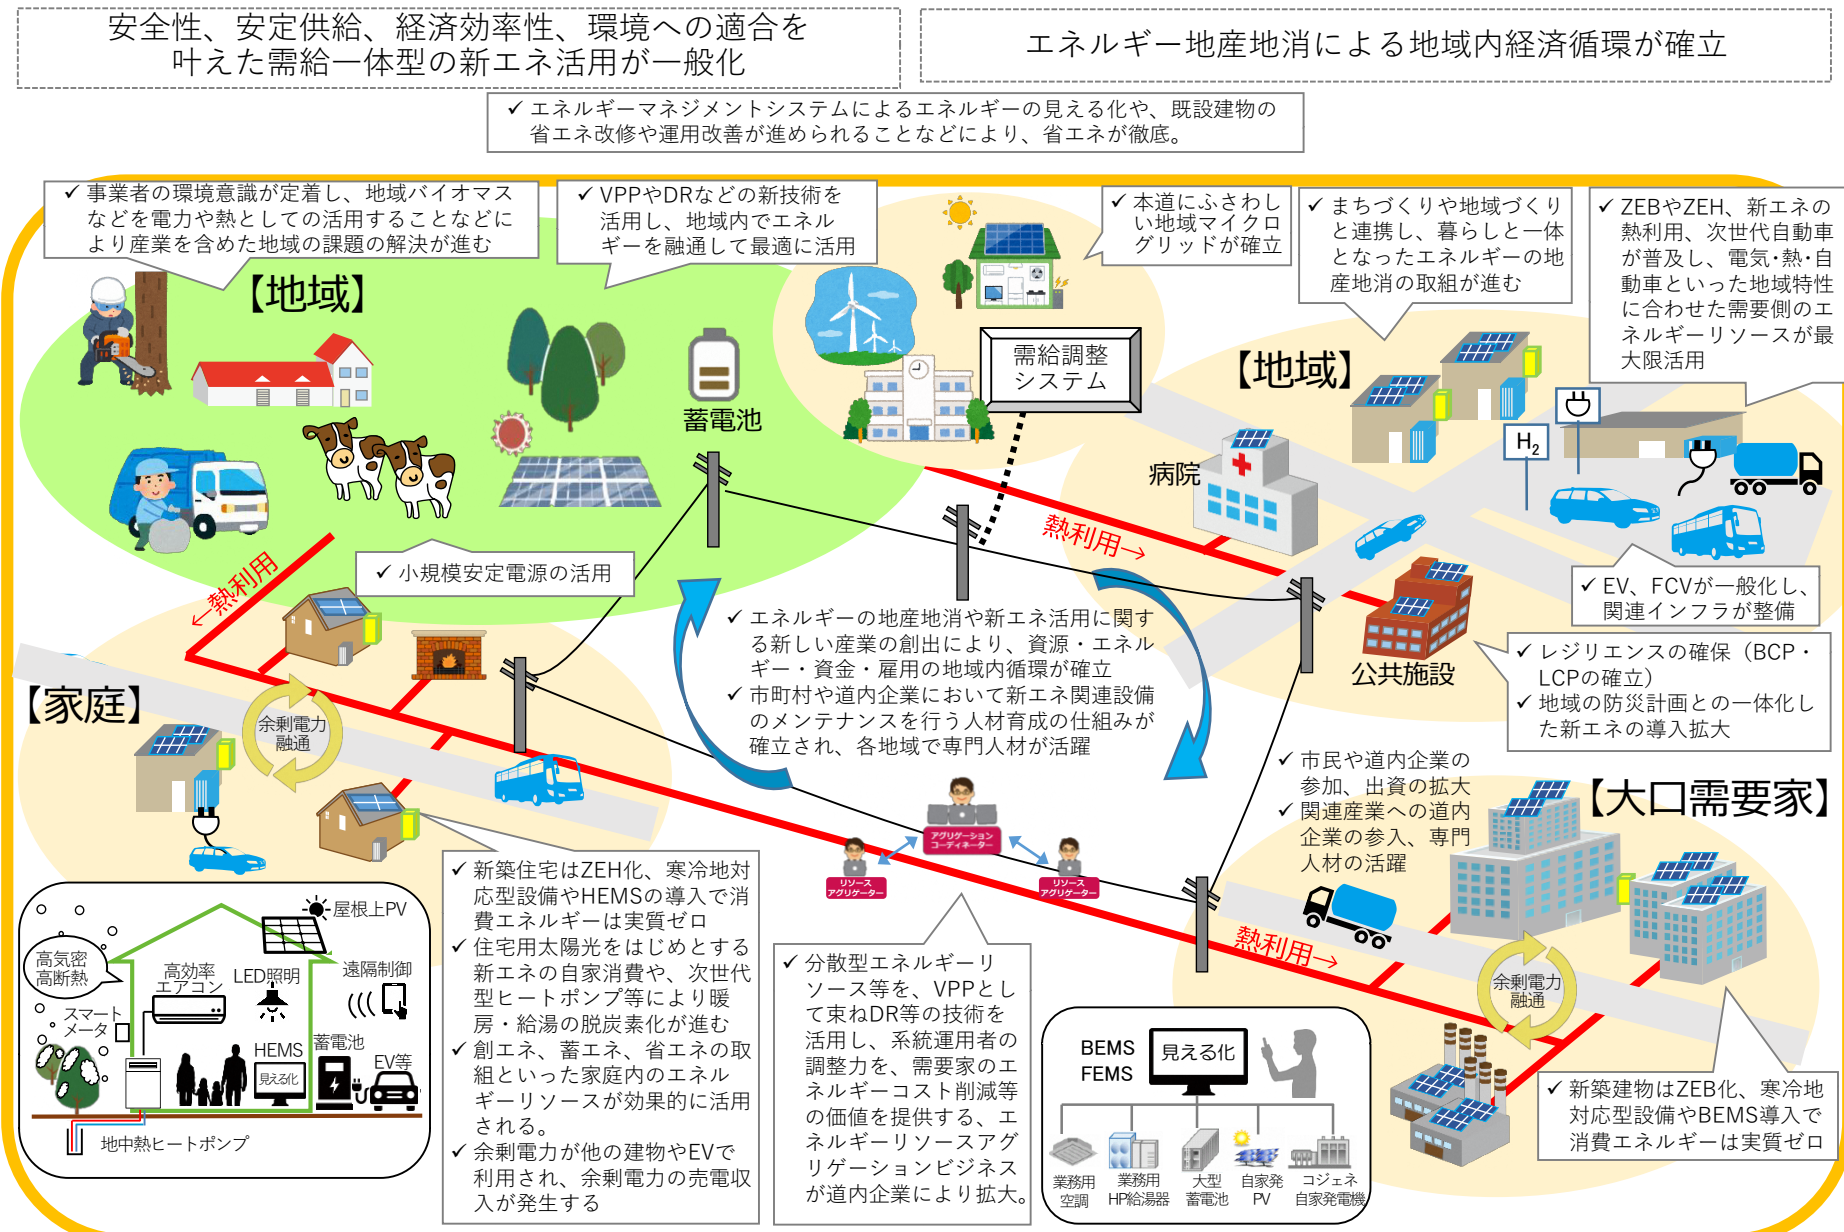 安全性、安定供給、経済効率性、環境への適合を
叶えた需給一体型の新エネ活用が一般化
エネルギー地産地消による地域内経済循環が確立
✓ エネルギーマネジメントシステムによるエネルギーの見える化や、既設建物の
省エネ改修や運用改善が進められることなどにより、省エネが徹底。
✓ 事業者の環境意識が定着し、地域バイオマス
などを電力や熱としての活用することなどに
より産業を含めた地域の課題の解決が進む
✓ VPPやDRなどの新技術を
活用し、地域内でエネル
ギーを融通して最適に活用
✓ 本道にふさわし
い地域マイクロ
グリッドが確立
✓ まちづくりや地域づくり
と連携し、暮らしと一体
となったエネルギーの地
産地消の取組が進む
✓ ZEBやZEH、新エネの
熱利用、次世代自動車
が普及し、電気・熱・自
動車といった地域特性
に合わせた需要側のエ
ネルギーリソースが最
大限活用
【地域】
蓄電池
需給調整
システム
【地域】
病院
H2
熱利用→
←熱利用
✓ 小規模安定電源の活用
✓ EV、FCVが一般化し、
関連インフラが整備
✓ エネルギーの地産地消や新エネ活用に関す
る新しい産業の創出により、資源・エネル
ギー・資金・雇用の地域内循環が確立
✓ 市町村や道内企業において新エネ関連設備
のメンテナンスを行う人材育成の仕組みが
確立され、各地域で専門人材が活躍
公共施設
✓ レジリエンスの確保（BCP・
LCPの確立）
✓ 地域の防災計画との一体化し
た新エネの導入拡大
【家庭】
余剰電力
融通
✓ 市民や道内企業の
参加、出資の拡大
✓ 関連産業への道内
企業の参入、専門
人材の活躍
【大口需要家】
アグリゲーション
コーディネーター
リソース
アグリゲーター
リソース
アグリゲーター
✓ 新築住宅はZEH化、寒冷地対
応型設備やHEMSの導入で消
費エネルギーは実質ゼロ
✓ 住宅用太陽光をはじめとする
新エネの自家消費や、次世代
型ヒートポンプ等により暖
房・給湯の脱炭素化が進む
✓ 創エネ、蓄エネ、省エネの取
組といった家庭内のエネル
ギーリソースが効果的に活用
される。
✓ 余剰電力が他の建物やEVで
利用され、余剰電力の売電収
入が発生する
屋根上PV
高気密
高断熱
高効率
エアコン
LED照明
遠隔制御
スマート
メータ
HEMS
見える化
蓄電池
EV等
地中熱ヒートポンプ
✓ 分散型エネルギーリ
ソース等を、VPPとし
て束ねDR等の技術を
活用し、系統運用者の
調整力を、需要家のエ
ネルギーコスト削減等
の価値を提供する、エ
ネルギーリソースアグ
リゲーションビジネス
が道内企業により拡大。
熱利用→
余剰電力
融通
BEMS
FEMS
見える化
業務用
空調
業務用
HP給湯器
大型
蓄電池
自家発
PV
コジェネ
自家発電機
✓ 新築建物はZEB化、寒冷地
対応型設備やBEMS導入で
消費エネルギーは実質ゼロ